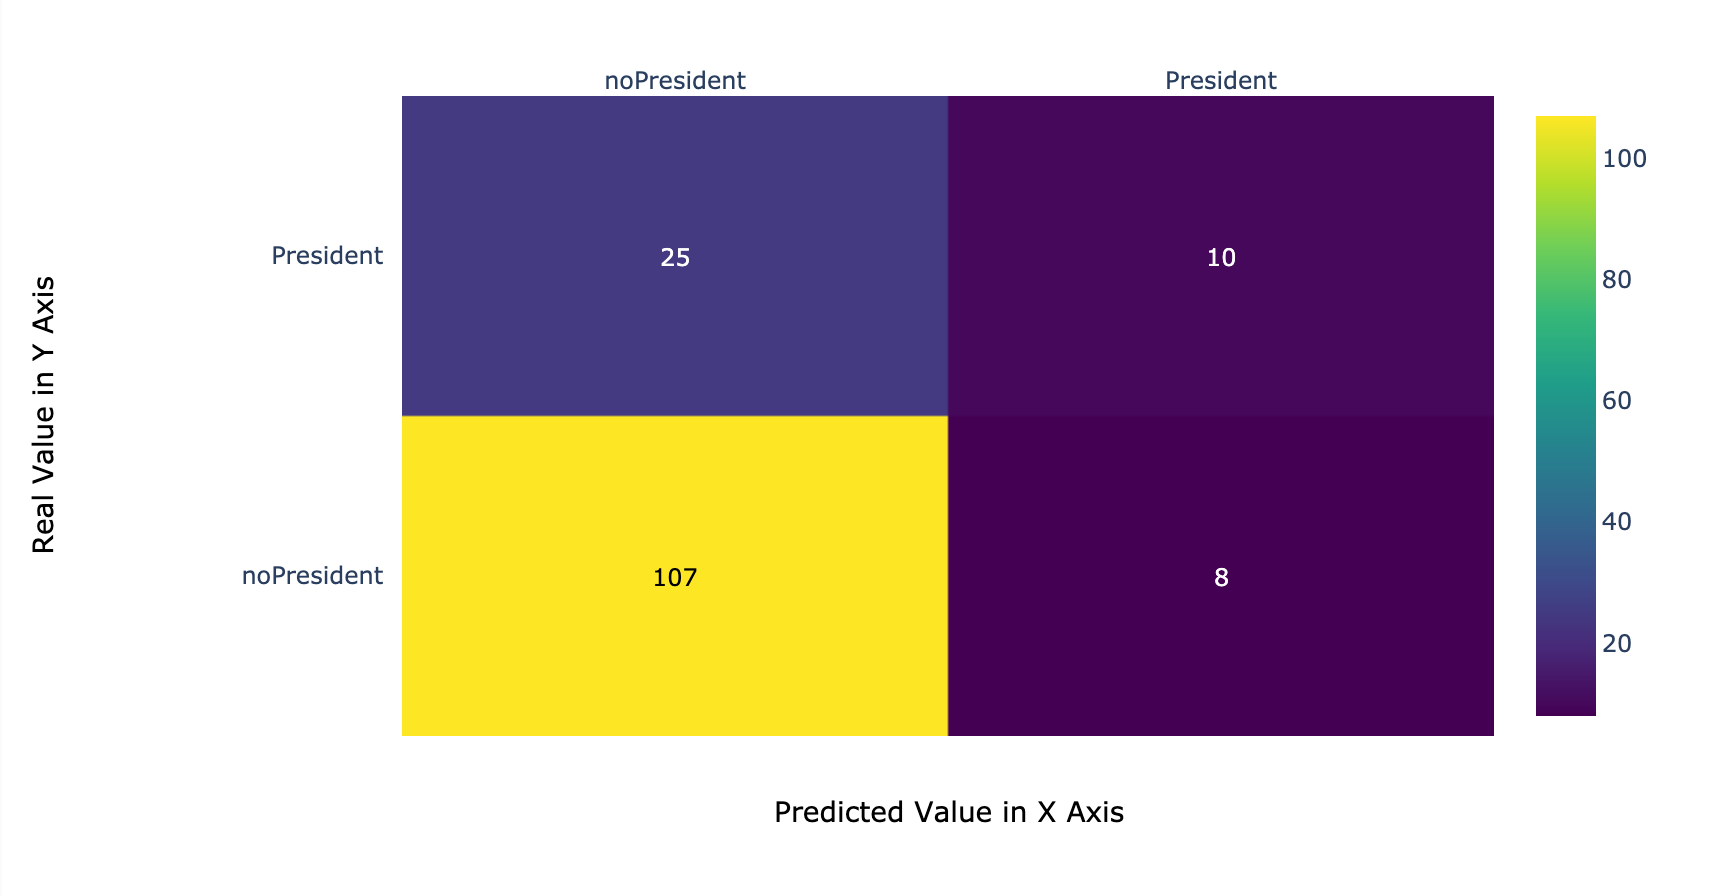 noPresident President
100
President 25 10
80
60
Real Value in Y Axis
40
noPresident 107 8
20
Predicted Value in X Axis